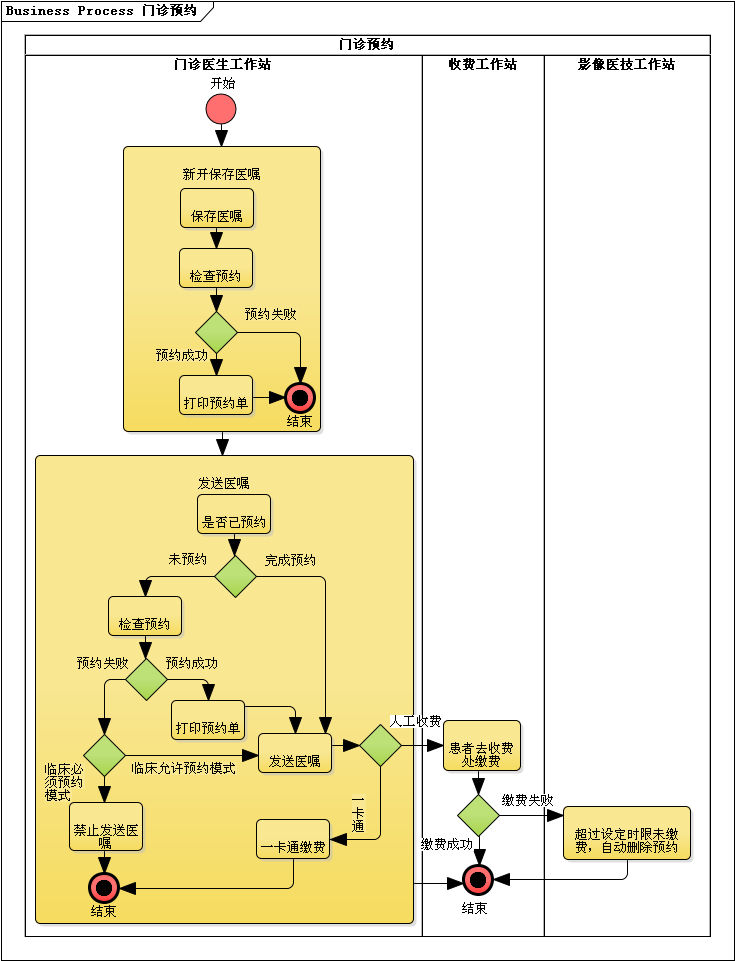 Business Process 门诊预约
门诊预约
门诊医生工作站
收费工作站
影像医技工作站
开始
新开保存医嘱
保存医嘱
检查预约
预约失败
预约成功
打印预约单
结束
发送医嘱
是否已预约
未预约
完成预约
检查预约
预约失败
预约成功
打印预约单
人工收费
患者去收费
处缴费
发送医嘱
临床必
须预约
模式
临床允许预约模式
一
卡
通
缴费失败
禁止发送医
嘱
一卡通缴费
缴费成功
超过设定时限未缴
费，自动删除预约
结束
结束